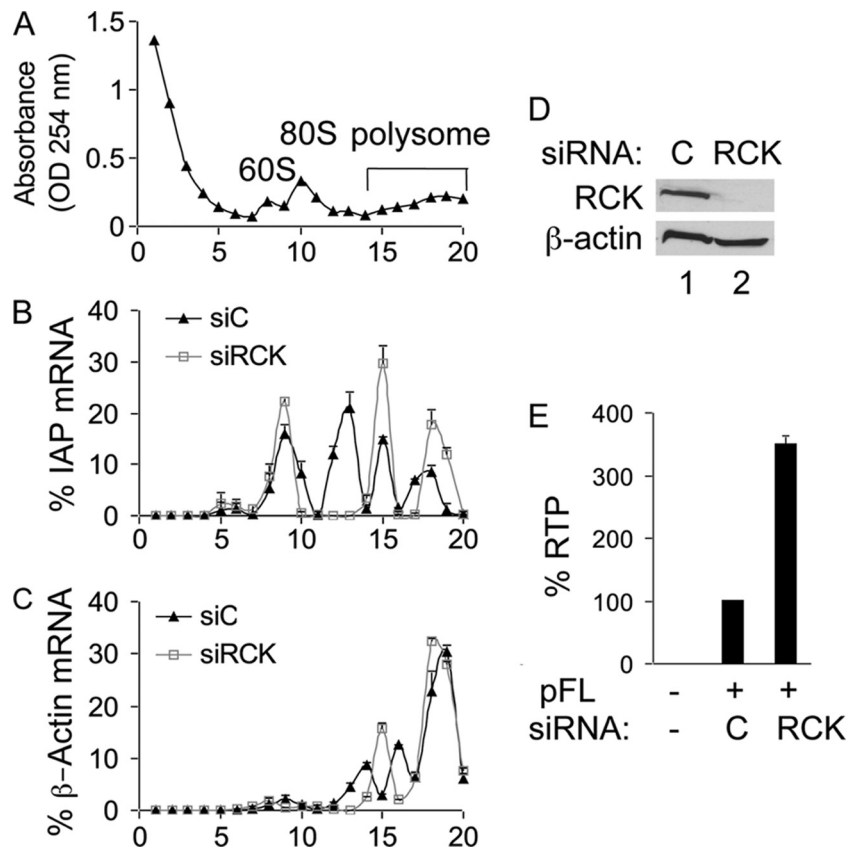 A
Absorbance
(OD 254 nm)
1.5
1
0.5
0
60S
80S polysome
0 5 10 15 20
B
% IAP mRNA
40
30
20
10
0
siC
siRCK
0 5 10 15 20
C
% β-Actin mRNA
40
30
20
10
0
siC
siRCK
0 5 10 15 20
D
siRNA: C RCK
RCK
β-actin
1 2
E
% RTP
400
300
200
100
0
pFL - + +
siRNA: - C RCK